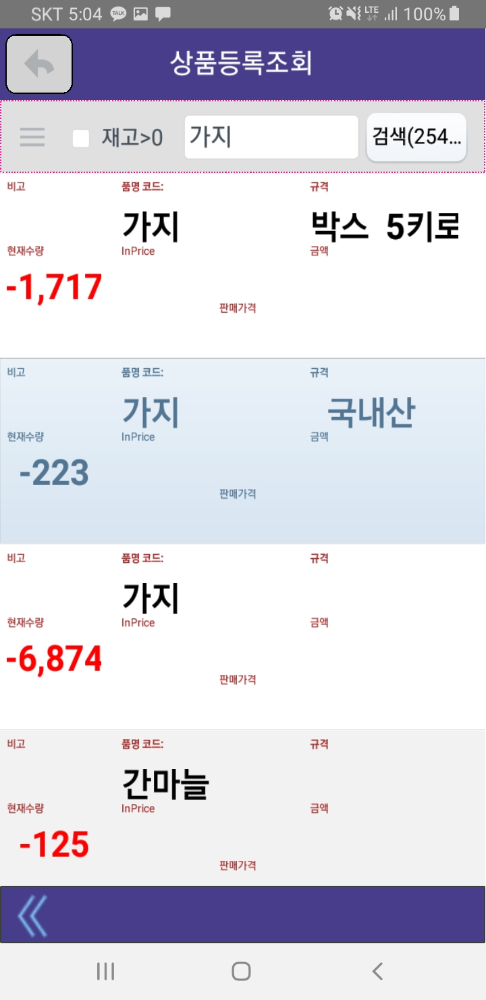 SKT 5:04 TALK LTE 100%
상품등록조회
재고>0 가지 검색(254...
비고 품명 코드: 규격
가지 박스 5키로
현재수량 InPrice 금액
-1,717
판매가격
비고 품명 코드: 규격
가지 국내산
현재수량 InPrice 금액
-223
판매가격
비고 품명 코드: 규격
가지
현재수량 InPrice 금액
-6,874
판매가격
비고 품명 코드: 규격
간마늘
현재수량 InPrice 금액
-125
판매가격